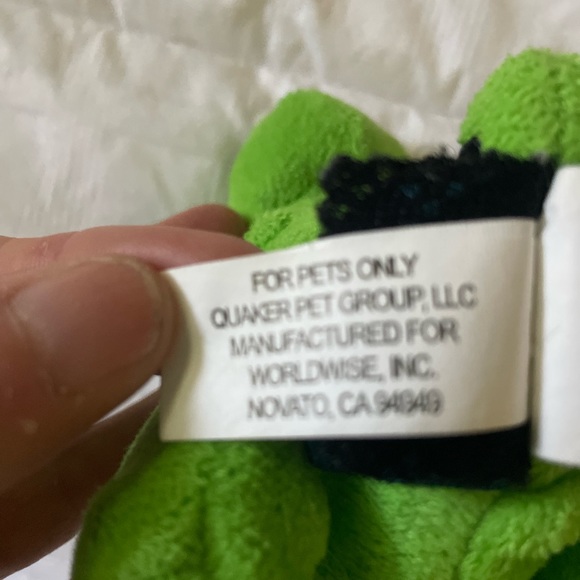 FOR PETS ONLY
QUAKER PET GROUP, LLC
MANUFACTURED FOR
WORLDWISE, INC.
NOVATO, CA 94949